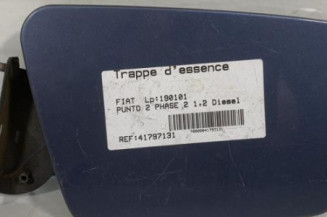 Trappe d'essence
FIAT Lp:190101
PUNTO 2 PHASE 2 1.2 Diesel
REF:41797131